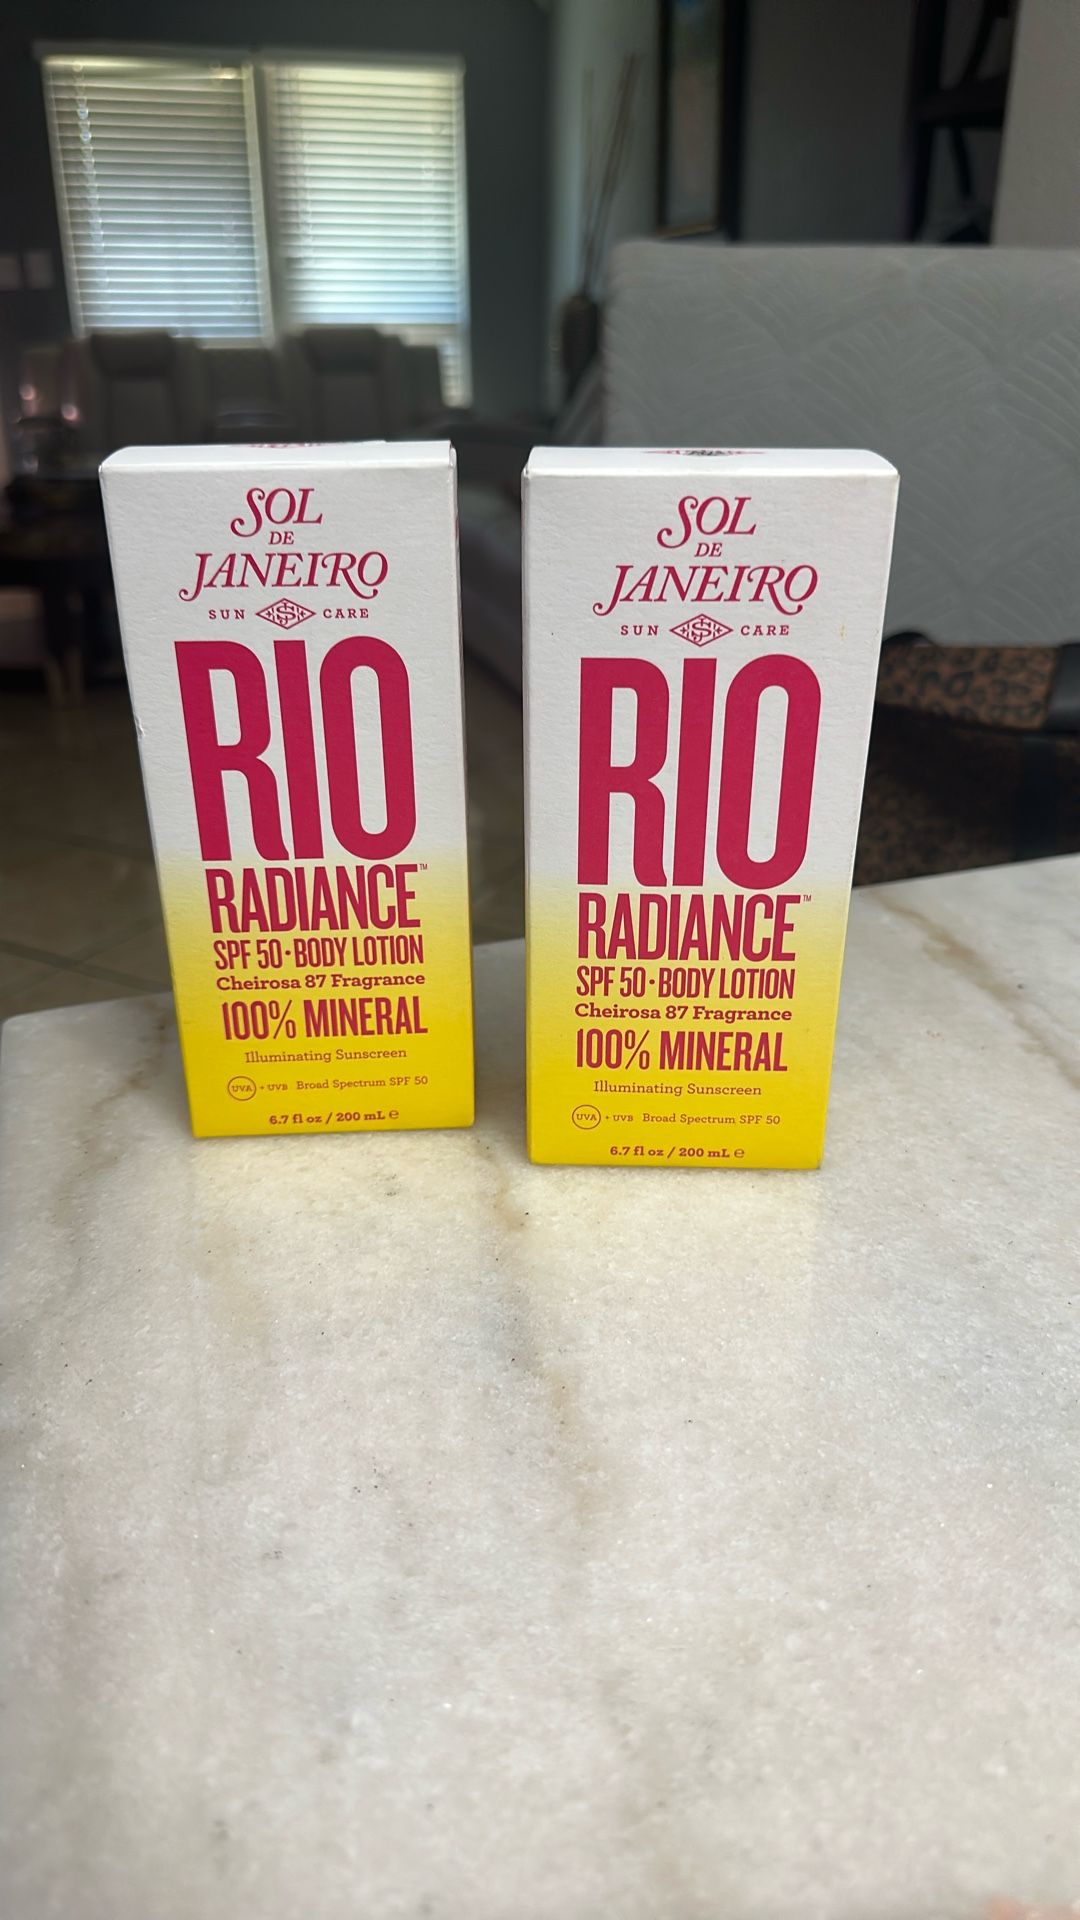 SOL
DE
JANEIRO
SUN CARE
RIO
RADIANCE™
SPF 50·BODY LOTION
Cheirosa 87 Fragrance
100% MINERAL
Illuminating Sunscreen
UVA + UVB Broad Spectrum SPF 50
6.7 fl oz / 200 mL ℮
SOL
DE
JANEIRO
SUN CARE
RIO
RADIANCE™
SPF 50·BODY LOTION
Cheirosa 87 Fragrance
100% MINERAL
Illuminating Sunscreen
UVA + UVB Broad Spectrum SPF 50
6.7 fl oz / 200 mL ℮